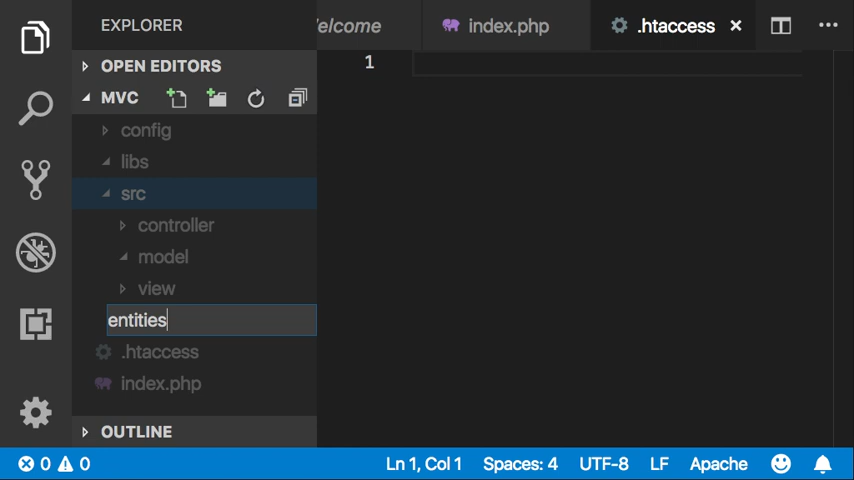 EXPLORER
elcome
index.php
.htaccess
OPEN EDITORS
1
MVC
config
libs
src
controller
model
view
entities
.htaccess
index.php
OUTLINE
0 0 Ln 1, Col 1 Spaces: 4 UTF-8 LF Apache